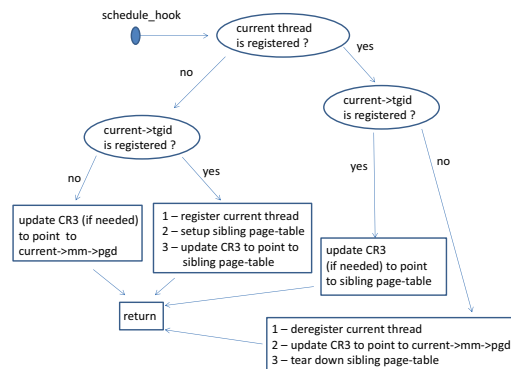 schedule_hook
current thread
is registered ?
yes
no
current->tgid
is registered ?
current->tgid
is registered ?
no
yes
yes
no
update CR3 (if needed)
to point to
current->mm->pgd
1 – register current thread
2 – setup sibling page-table
3 – update CR3 to point to
sibling page-table
update CR3
(if needed) to point
to sibling page-table
return
1 – deregister current thread
2 – update CR3 to point to current->mm->pgd
3 – tear down sibling page-table